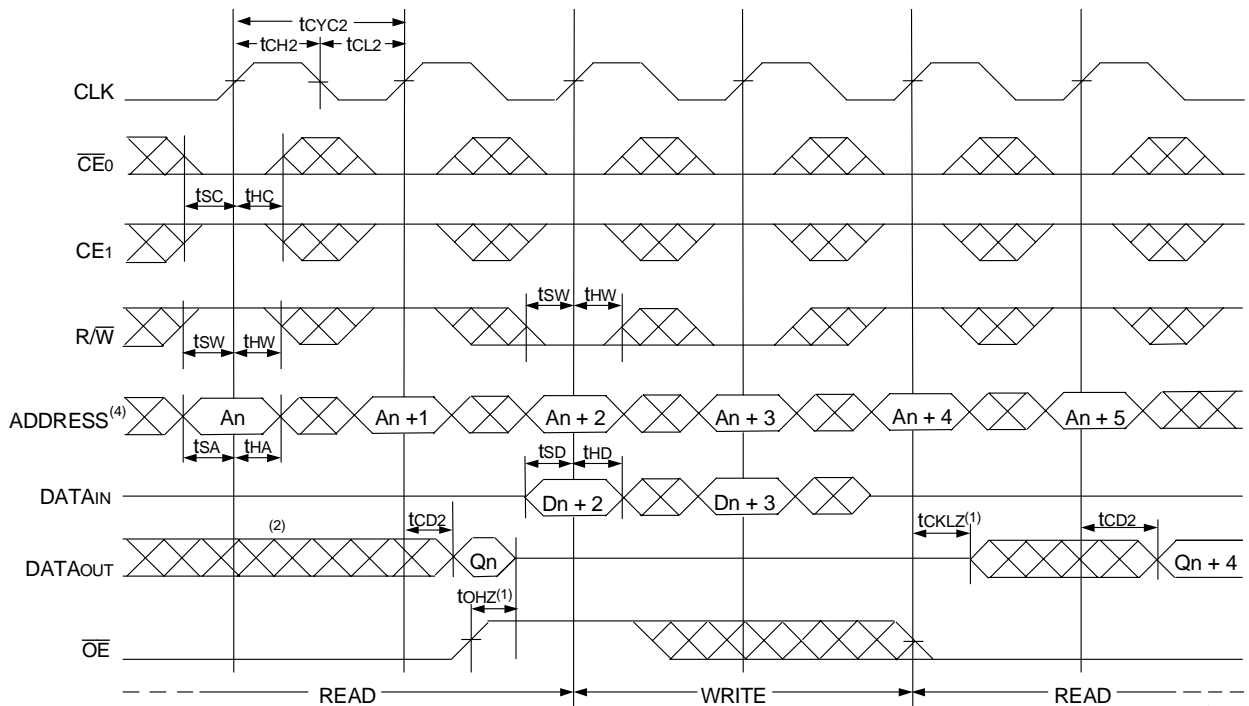 tCYC2
tCH2 tCL2
CLK
CE0
tSC tHC
CE1
tSW tHW
R/W
tSW tHW
ADDRESS(4) An An +1 An + 2 An + 3 An + 4 An + 5
tSA tHA tSD tHD
DATAIN Dn + 2 Dn + 3
(2) tCD2 tCKLZ(1) tCD2
DATAOUT Qn Qn + 4
tOHZ(1)
OE
READ WRITE READ